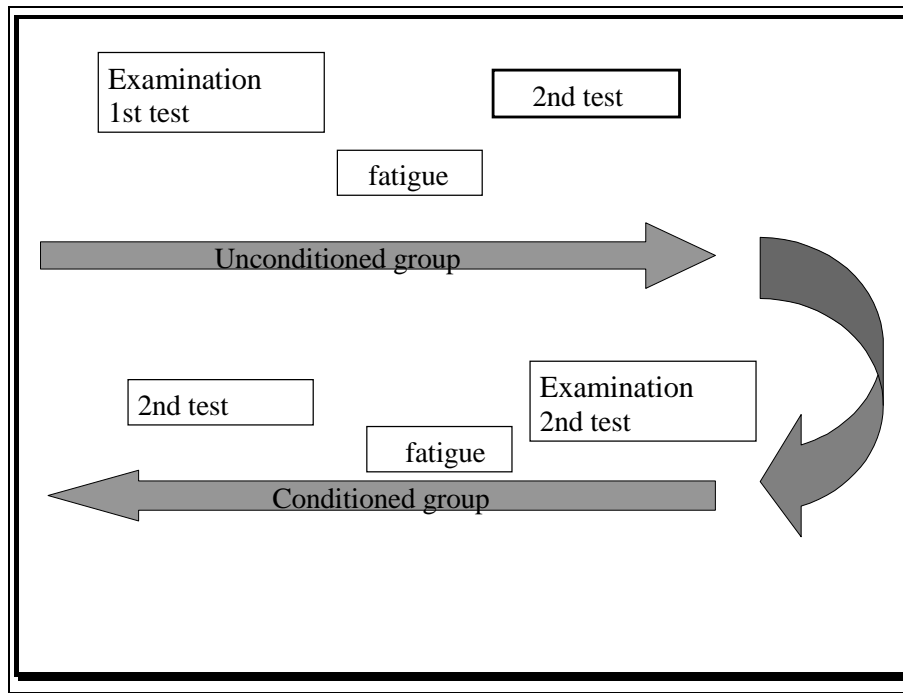 Examination
1st test
2nd test
fatigue
Unconditioned group
Examination
2nd test
2nd test
fatigue
Conditioned group